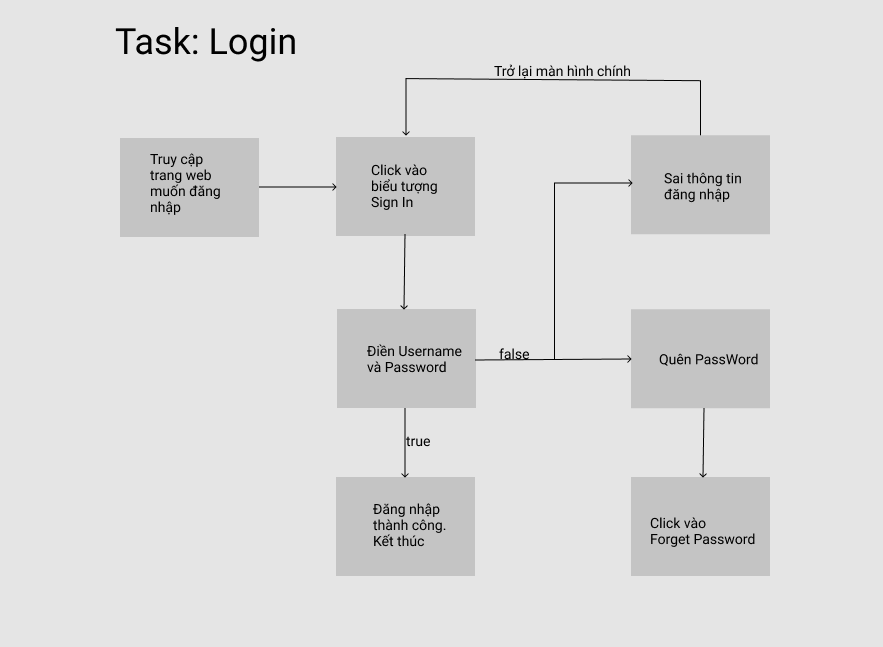 Task: Login
Trở lại màn hình chính
Truy cập
trang web
muốn đăng
nhập
Click vào
biểu tượng
Sign In
Sai thông tin
đăng nhập
Điền Username
và Password
false
Quên PassWord
true
Đăng nhập
thành công.
Kết thúc
Click vào
Forget Password